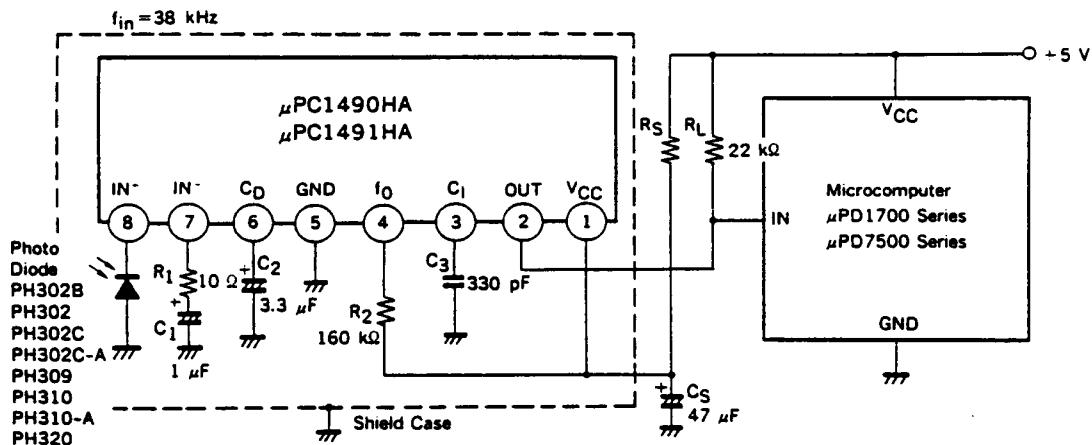 fin = 38 kHz
+5 V
μPC1490HA
μPC1491HA
RS
RL
22 kΩ
VCC
Microcomputer
μPD1700 Series
μPD7500 Series
IN
GND
IN- IN- CD GND f0 C1 OUT VCC
8 7 6 5 4 3 2 1
Photo
Diode
PH302B
PH302
PH302C
PH302C-A
PH309
PH310
PH310-A
PH320
R1
10 Ω
+
C1
1 μF
+
C2
3.3 μF
R2
160 kΩ
C3
330 pF
+
CS
47 μF
Shield Case